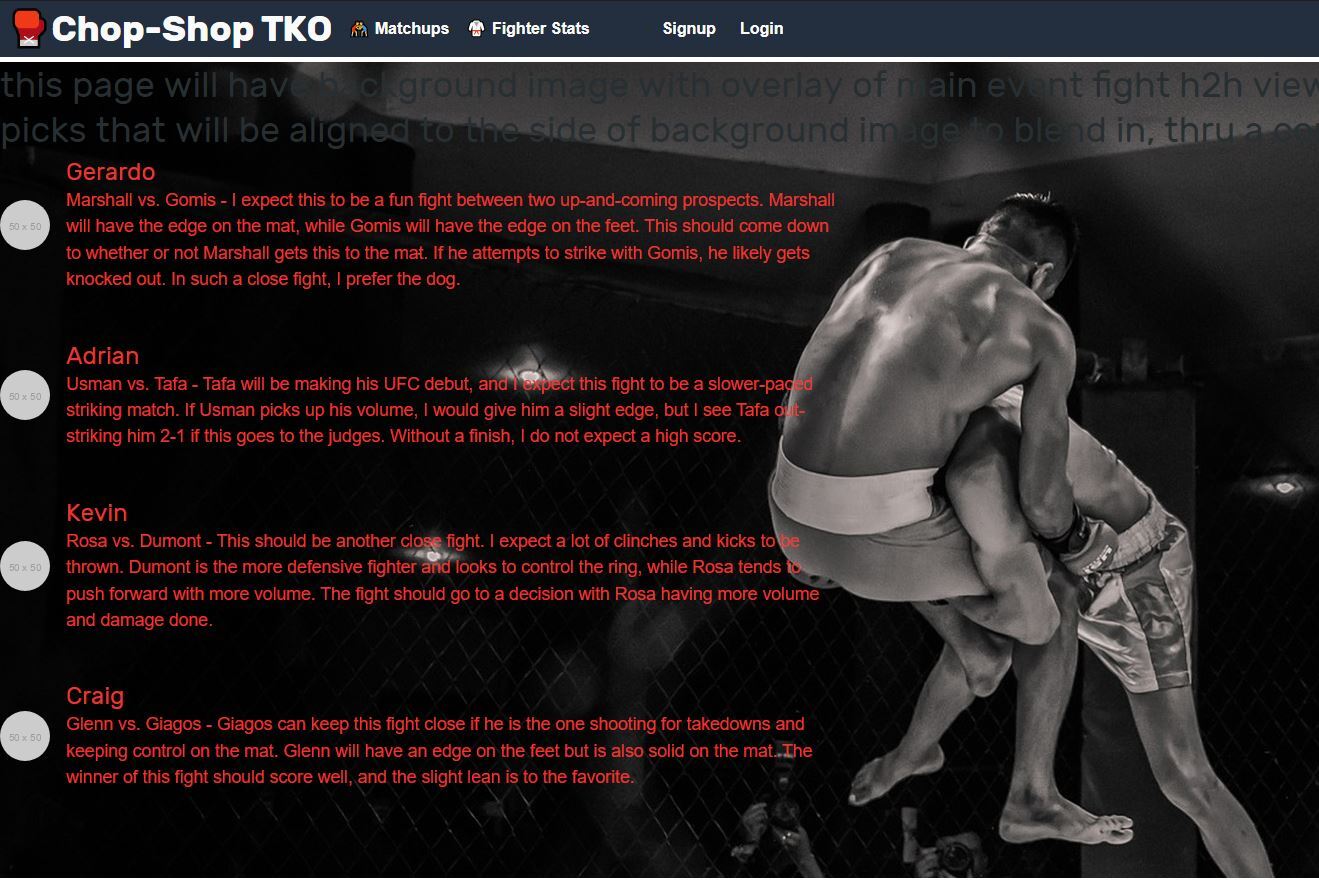 Chop-Shop TKO Matchups Fighter Stats Signup Login
this page will have background image with overlay of main event fight h2h view
picks that will be aligned to the side of background image to blend in, thru a
Gerardo
Marshall vs. Gomis - I expect this to be a fun fight between two up-and-coming prospects. Marshall
50 x 50
will have the edge on the mat, while Gomis will have the edge on the feet. This should come down
to whether or not Marshall gets this to the mat. If he attempts to strike with Gomis, he likely gets
knocked out. In such a close fight, I prefer the dog.
Adrian
Usman vs. Tafa - Tafa will be making his UFC debut, and I expect this fight to be a slower-paced
50 x 50
striking match. If Usman picks up his volume, I would give him a slight edge, but I see Tafa out-
striking him 2-1 if this goes to the judges. Without a finish, I do not expect a high score.
Kevin
Rosa vs. Dumont - This should be another close fight. I expect a lot of clinches and kicks to be
50 x 50
thrown. Dumont is the more defensive fighter and looks to control the ring, while Rosa tends to
push forward with more volume. The fight should go to a decision with Rosa having more volume
and damage done.
Craig
Glenn vs. Giagos - Giagos can keep this fight close if he is the one shooting for takedowns and
50 x 50
keeping control on the mat. Glenn will have an edge on the feet but is also solid on the mat. The
winner of this fight should score well, and the slight lean is to the favorite.